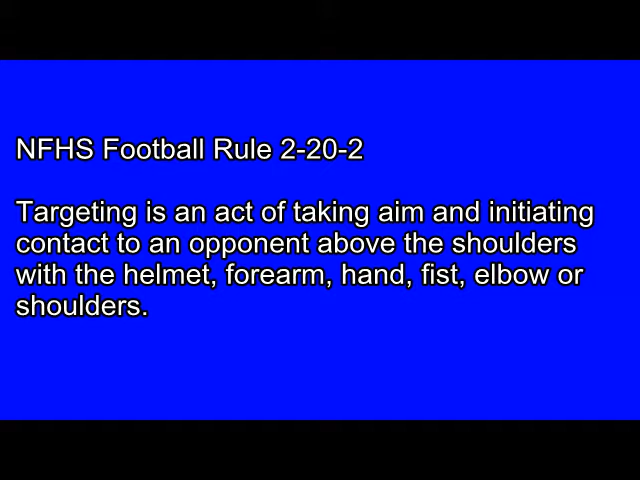 NFHS Football Rule 2-20-2
Targeting is an act of taking aim and initiating
contact to an opponent above the shoulders
with the helmet, forearm, hand, fist, elbow or
shoulders.